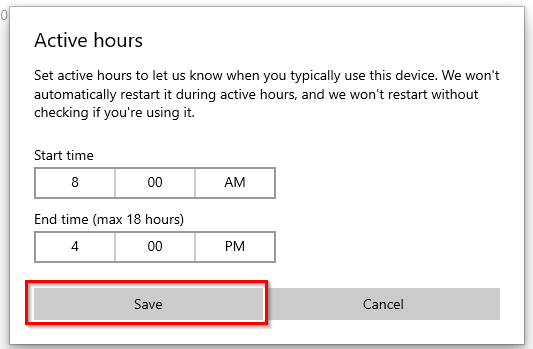 0
Active hours
Set active hours to let us know when you typically use this device. We won't
automatically restart it during active hours, and we won't restart without
checking if you're using it.
Start time
8 00 AM
End time (max 18 hours)
4 00 PM
Save Cancel